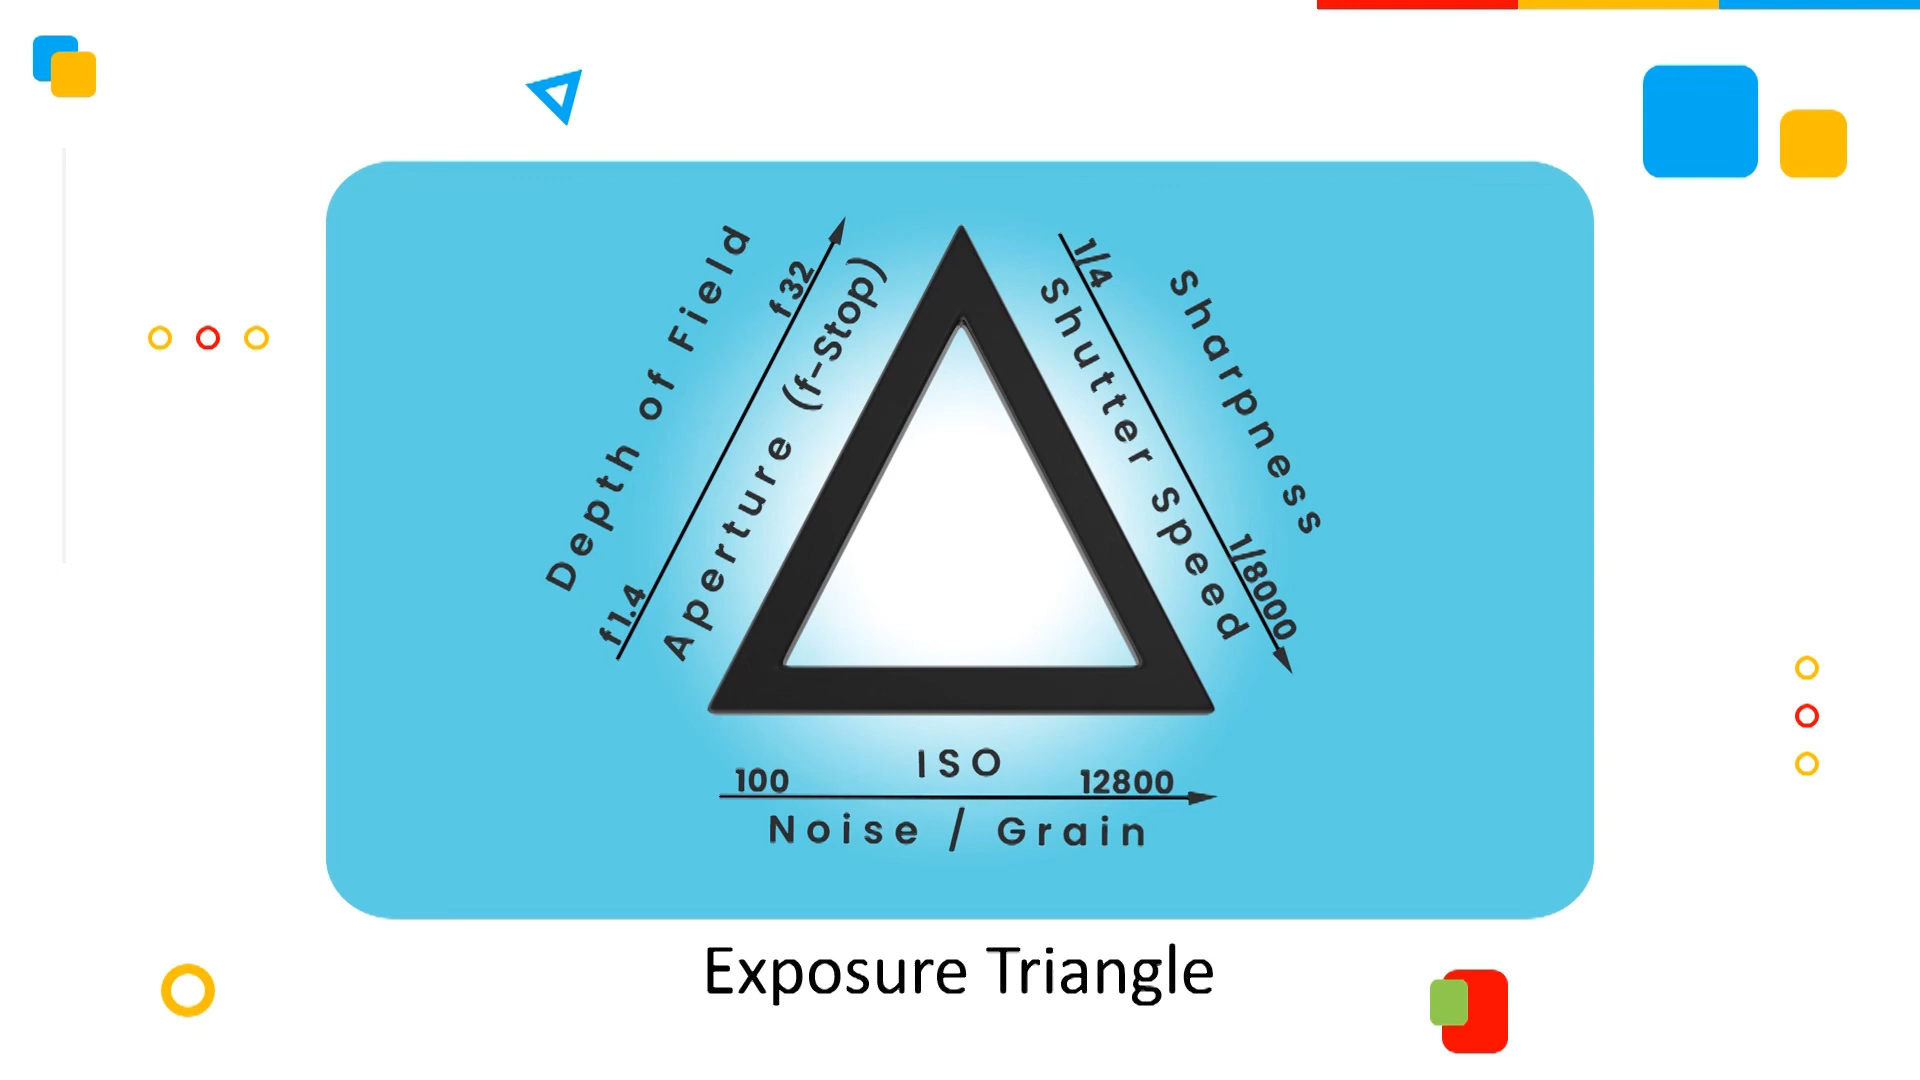 Depth of Field
f1.4
f32
Aperture (f-Stop)
1/4
1/8000
Shutter Speed
Sharpness
ISO
100
12800
Noise / Grain
Exposure Triangle